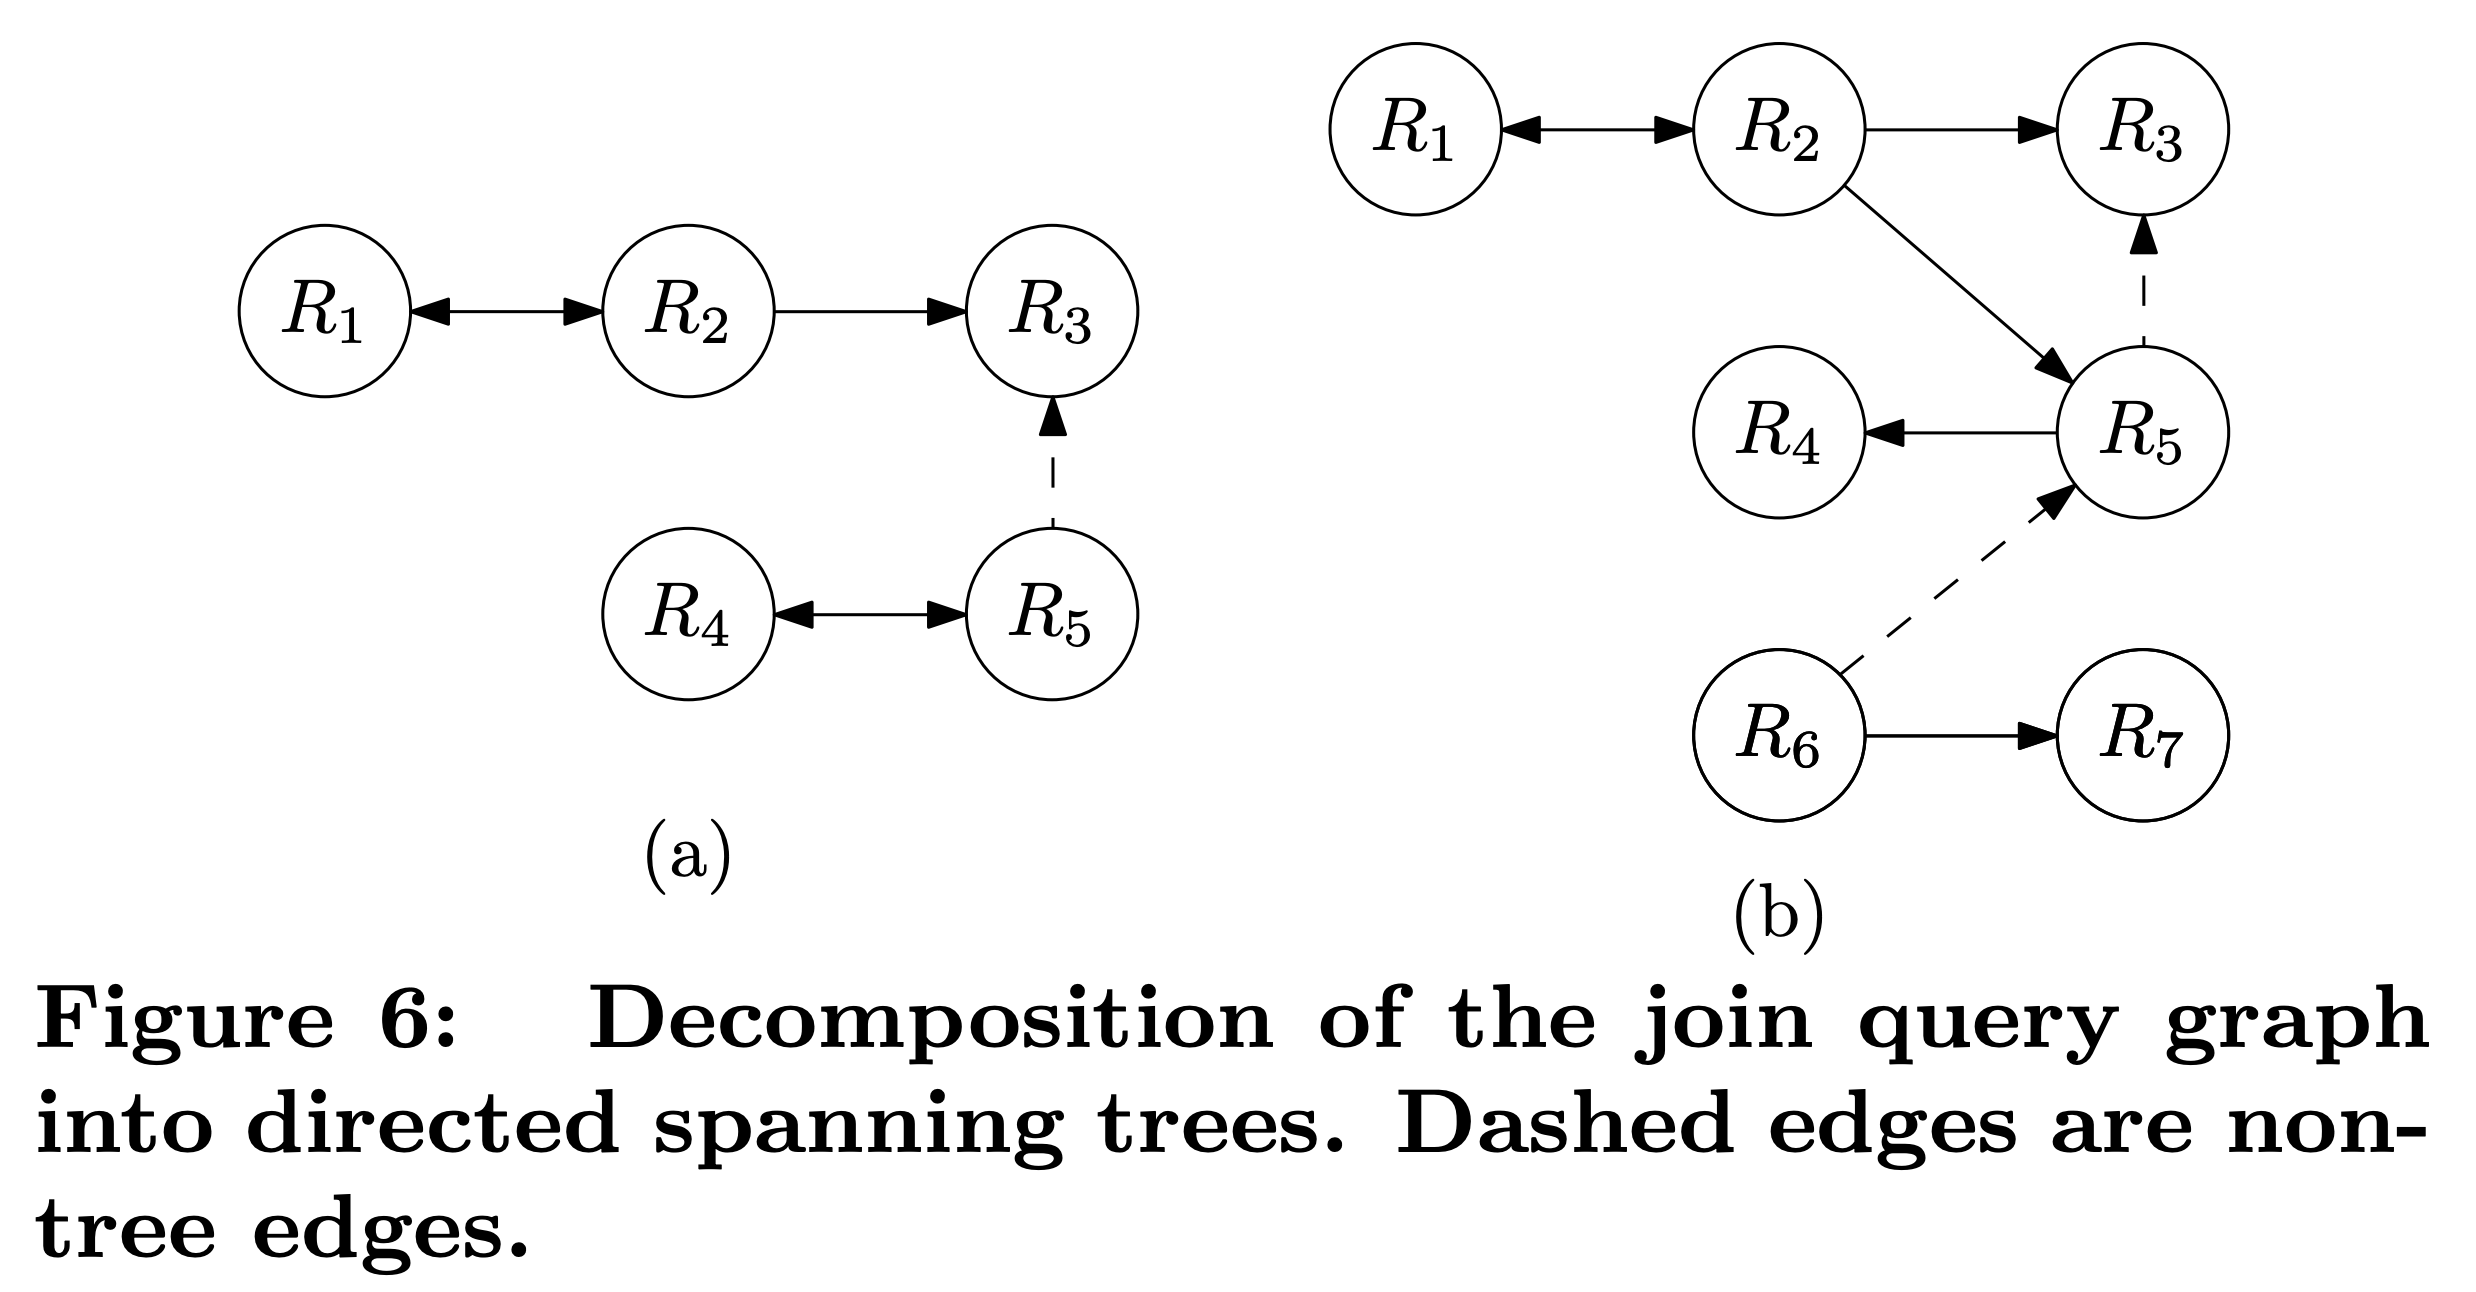 R1 R2 R3
R4 R5
(a)
R1 R2 R3
R4 R5
R6 R7
(b)
Figure 6: Decomposition of the join query graph
into directed spanning trees. Dashed edges are non-
tree edges.